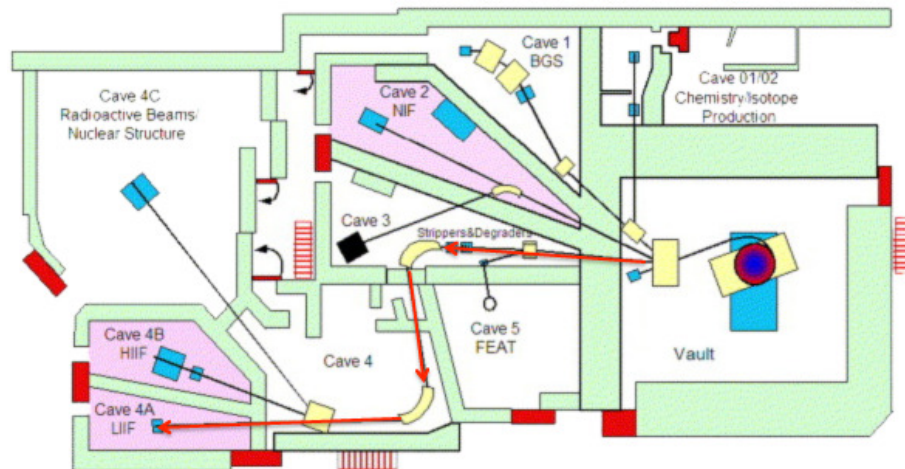 Cave 1
BGS
Cave 01/02
Chemistry/Isotope
Production
Cave 4C
Radioactive Beams/
Nuclear Structure
Cave 2
NIF
Cave 3
Strippers&Degraders
Cave 5
FEAT
Vault
Cave 4B
HIIF
Cave 4
Cave 4A
LIIF